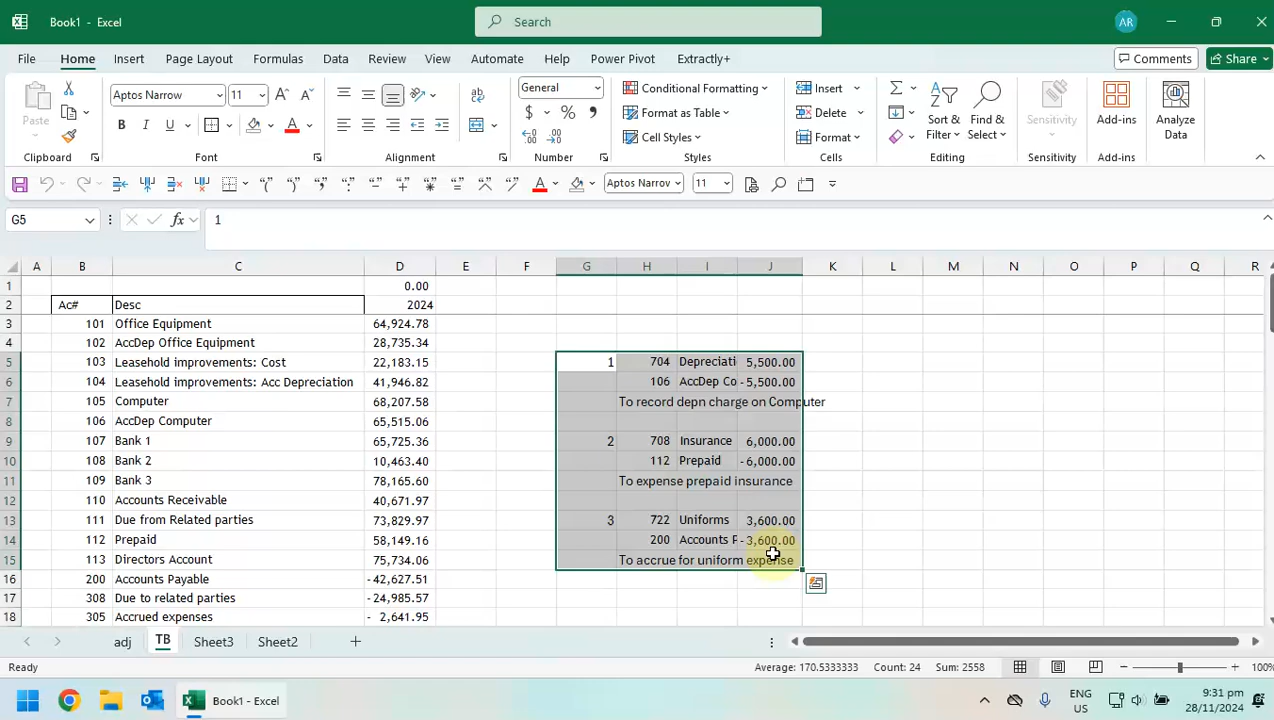 Book1 - Excel
Search
AR
File Home Insert Page Layout Formulas Data Review View Automate Help Power Pivot Extractly+ Comments Share
Paste
Aptos Narrow 11
General
Conditional Formatting
Format as Table
Cell Styles
Insert
Delete
Format
Sort & Filter
Find & Select
Sensitivity
Add-ins
Analyze Data
Clipboard Font Alignment Number Styles Cells Editing Sensitivity Add-ins
Aptos Narrov 11
G5 fx 1
A B C D E F G H I J K L M N O P Q R
1 0.00
2 Ac# Desc 2024
3 101 Office Equipment 64,924.78
4 102 AccDep Office Equipment 28,735.34
5 103 Leasehold improvements: Cost 22,183.15 1 704 Depreciati 5,500.00
6 104 Leasehold improvements: Acc Depreciation 41,946.82 106 AccDep Co - 5,500.00
7 105 Computer 68,207.58 To record depn charge on Computer
8 106 AccDep Computer 65,515.06
9 107 Bank 1 65,725.36 2 708 Insurance 6,000.00
10 108 Bank 2 10,463.40 112 Prepaid - 6,000.00
11 109 Bank 3 78,165.60 To expense prepaid insurance
12 110 Accounts Receivable 40,671.97
13 111 Due from Related parties 73,829.97 3 722 Uniforms 3,600.00
14 112 Prepaid 58,149.16 200 Accounts P - 3,600.00
15 113 Directors Account 75,734.06 To accrue for uniform expense
16 200 Accounts Payable - 42,627.51
17 308 Due to related parties - 24,985.57
18 305 Accrued expenses - 2,641.95
adj TB Sheet3 Sheet2
Ready Average: 170.5333333 Count: 24 Sum: 2558 100%
Book1 - Excel
ENG US
9:31 pm
28/11/2024